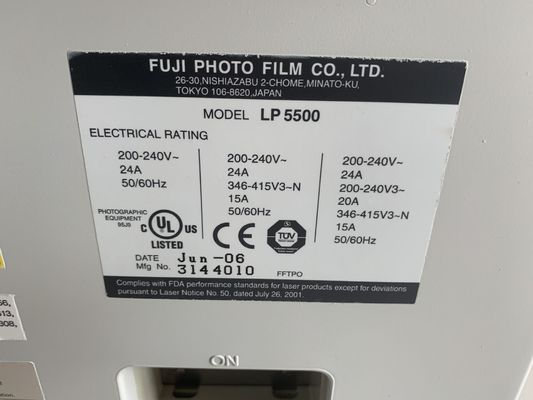 FUJI PHOTO FILM CO., LTD.
26-30,NISHIAZABU 2-CHOME,MINATO-KU,
TOKYO 106-8620,JAPAN
MODEL LP 5500
ELECTRICAL RATING
200-240V~
24A
50/60Hz
200-240V~
24A
346-415V3~N
15A
50/60Hz
200-240V~
24A
200-240V3~
20A
346-415V3~N
15A
50/60Hz
PHOTOGRAPHIC
EQUIPMENT
95J9
C UL US
LISTED
CE
TÜV
DATE Jun-06
Mfg No. 3144010
FFTPO
Complies with FDA performance standards for laser products except for deviations
pursuant to Laser Notice No. 50, dated July 26, 2001.
ON